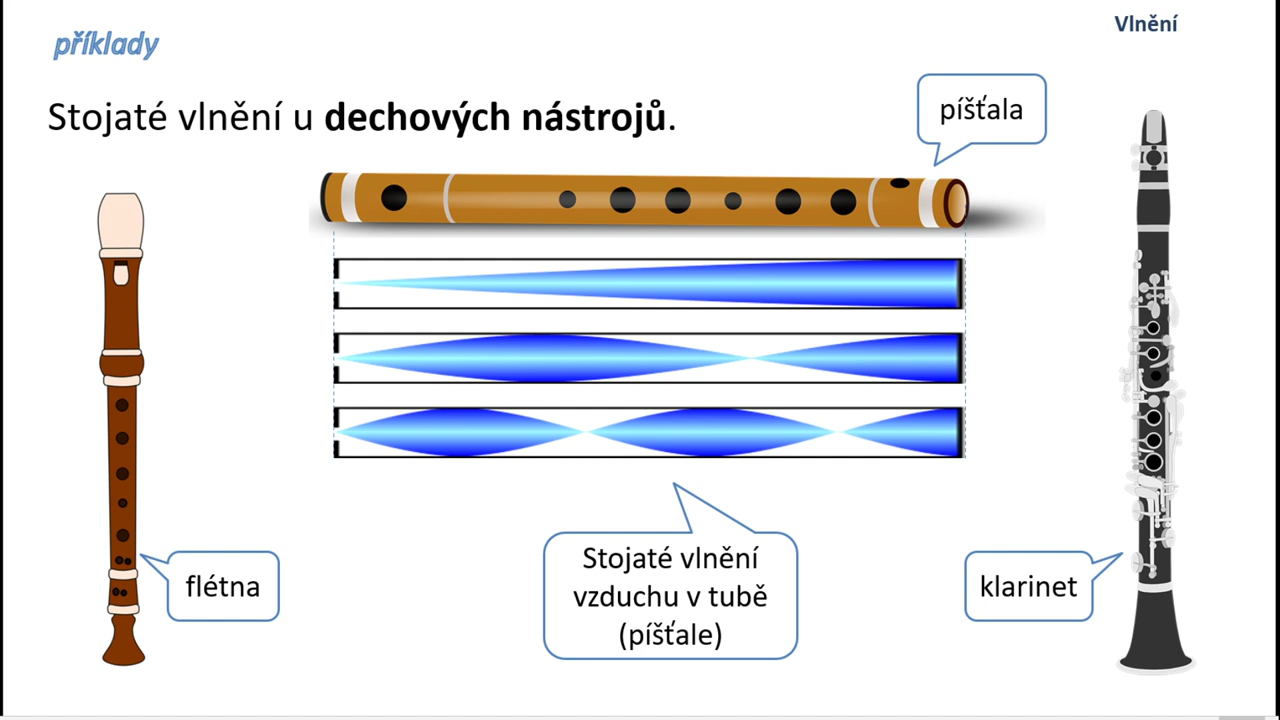 Vlnění
příklady
Stojaté vlnění u dechových nástrojů.
píšťala
flétna
Stojaté vlnění
vzduchu v tubě
(píšťale)
klarinet